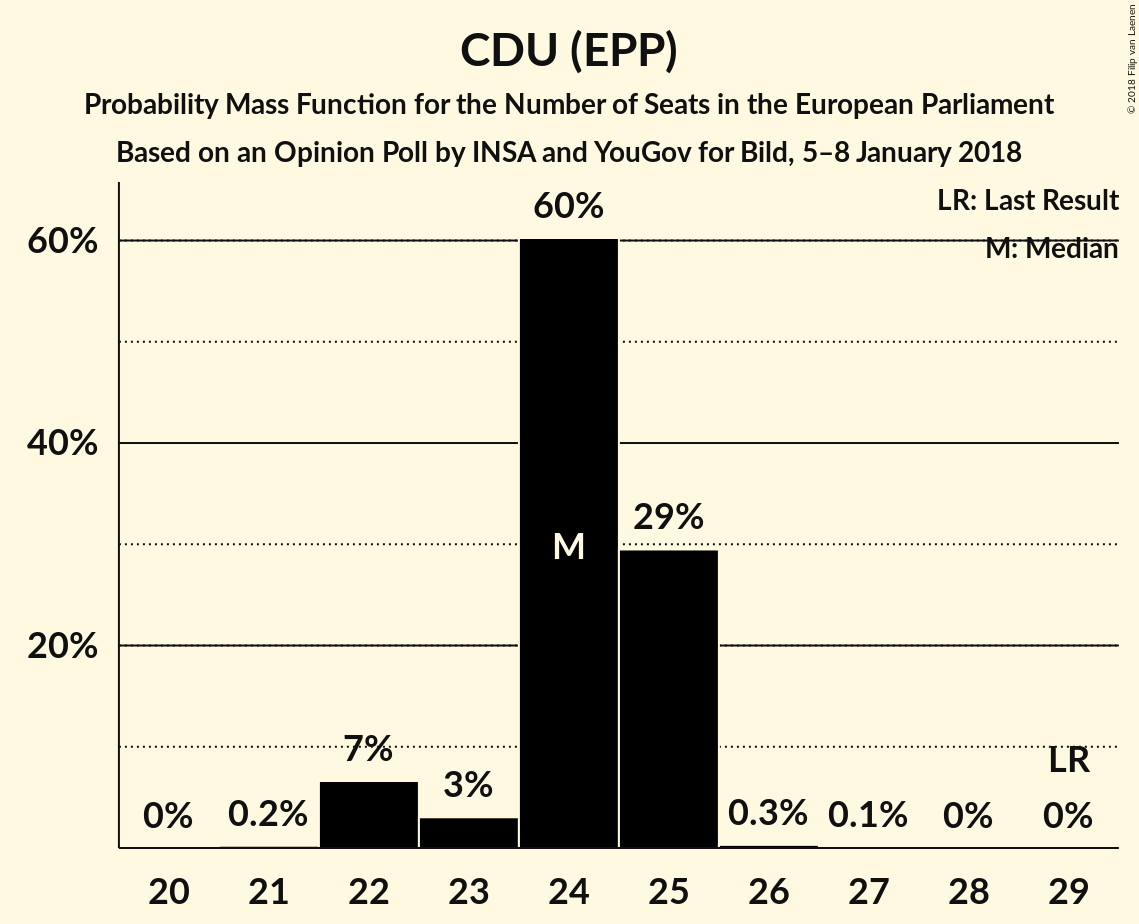 CDU (EPP)
Probability Mass Function for the Number of Seats in the European Parliament
Based on an Opinion Poll by INSA and YouGov for Bild, 5–8 January 2018
© 2018 Filip van Laenen
LR: Last Result
M: Median
60%
40%
20%
0%
0.2%
7%
3%
60%
M
29%
0.3%
0.1%
0%
LR
0%
20 21 22 23 24 25 26 27 28 29